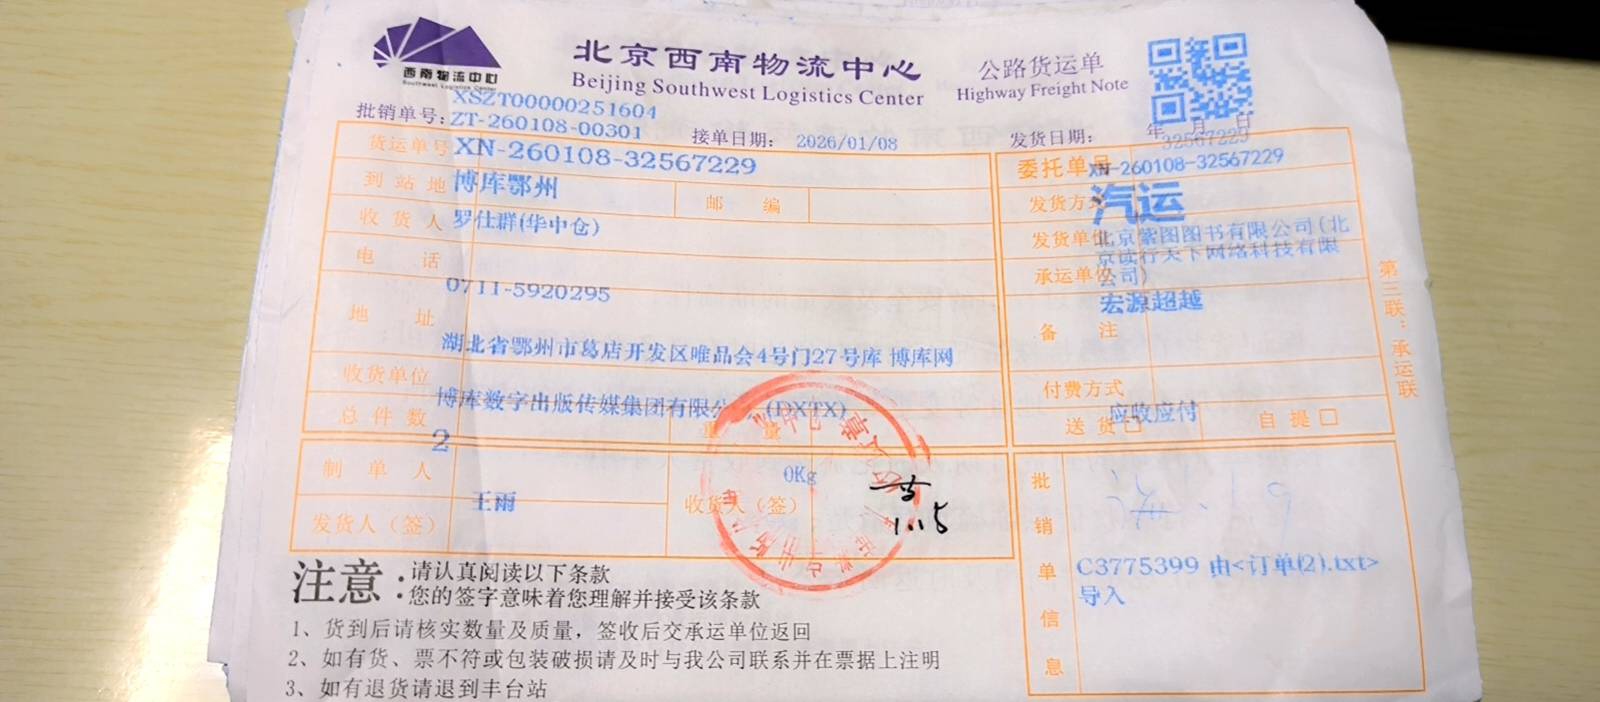 西南物流中心
Southwest Logistics Center
北京西南物流中心
Beijing Southwest Logistics Center
公路货运单
Highway Freight Note
批销单号: XSZT00000251604
ZT-260108-00301
接单日期: 2026/01/08
发货日期: 年 月 日
32567229
货运单号 XN-260108-32567229
委托单号 XN-260108-32567229
到站地 博库鄂州
邮 编
发货方式 汽运
收货人 罗仕群(华中仓)
发货单位 北京紫图图书有限公司(北
京读行天下网络科技有限
公司)
电 话 0711-5920295
承运单位 宏源超越
地 址 湖北省鄂州市葛店开发区唯品会4号门27号库 博库网
备 注
收货单位 博库数字出版传媒集团有限公 (DXTX)
付费方式 应收应付
总件数 2
重 量 0Kg
送货□ 自提□
制单人 王雨
发货人（签）
收货人（签）
批销单信息
C3775399 由<订单(2).txt>
导入
第三联：承运联
注意：请认真阅读以下条款
您的签字意味着您理解并接受该条款
1、货到后请核实数量及质量，签收后交承运单位返回
2、如有货、票不符或包装破损请及时与我公司联系并在票据上注明
3、如有退货请退到丰台站